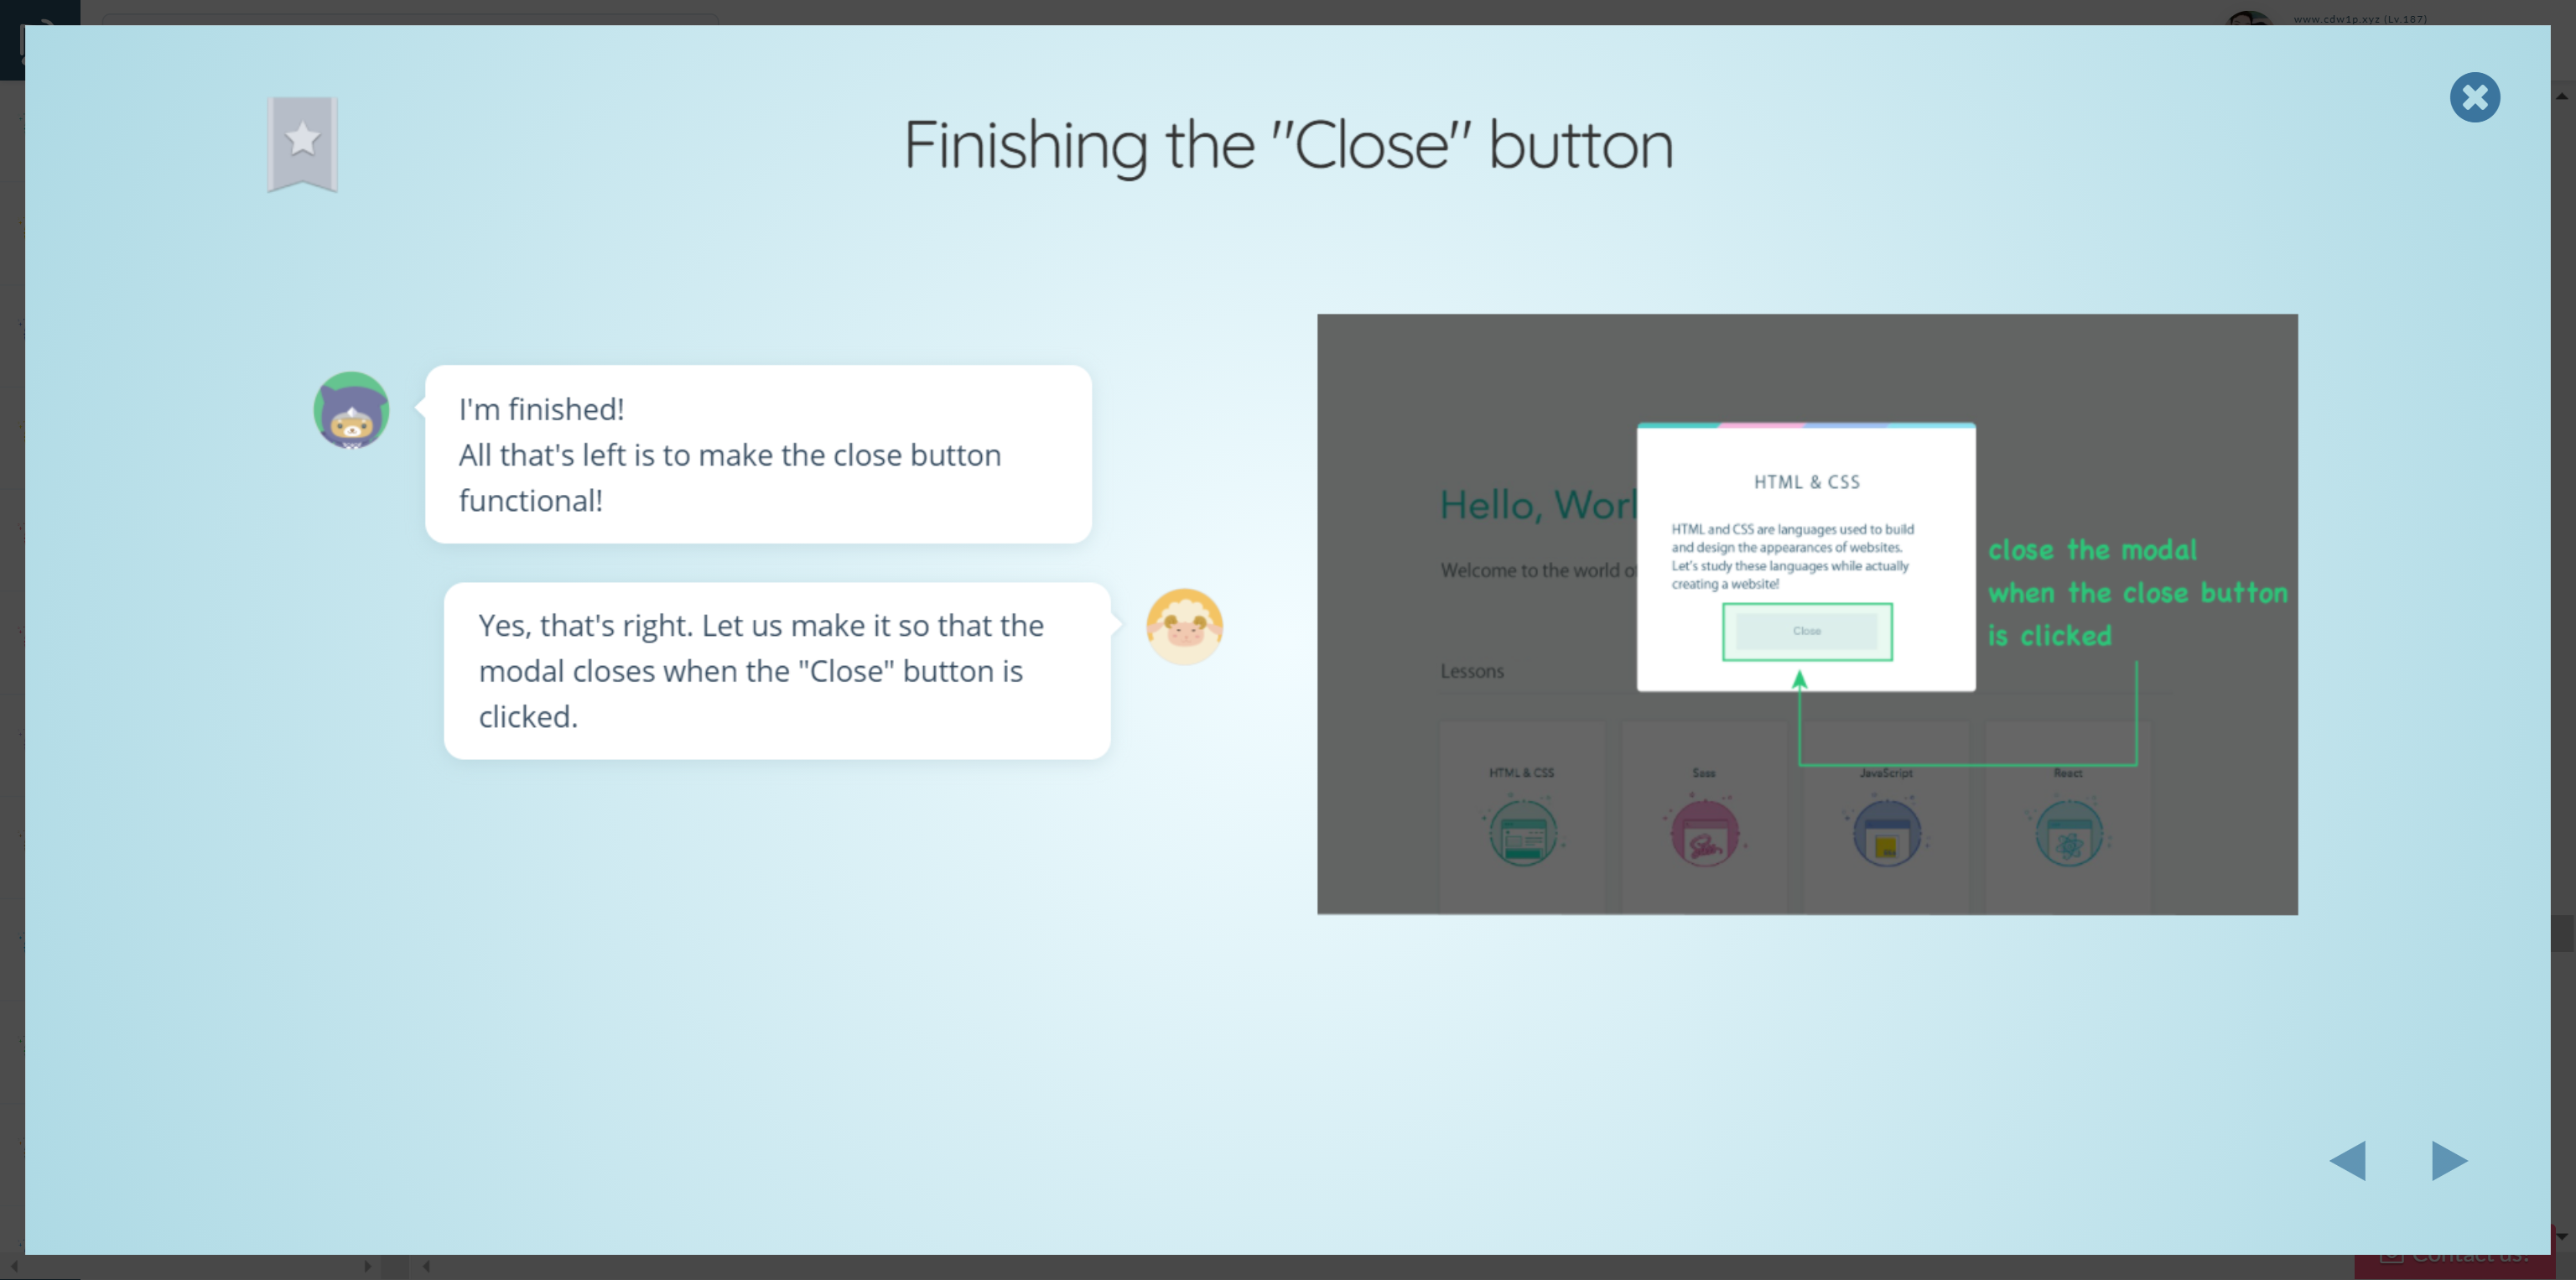 www.cdw1p.xyz (Lv.187)
Finishing the "Close" button
I'm finished!
All that's left is to make the close button
functional!
Yes, that's right. Let us make it so that the
modal closes when the "Close" button is
clicked.
Hello, Worl
Welcome to the world o
Lessons
HTML & CSS
HTML and CSS are languages used to build
and design the appearances of websites.
Let's study these languages while actually
creating a website!
Close
close the modal
when the close button
is clicked
HTML & CSS
Sass
JavaScript
React
Contact us!